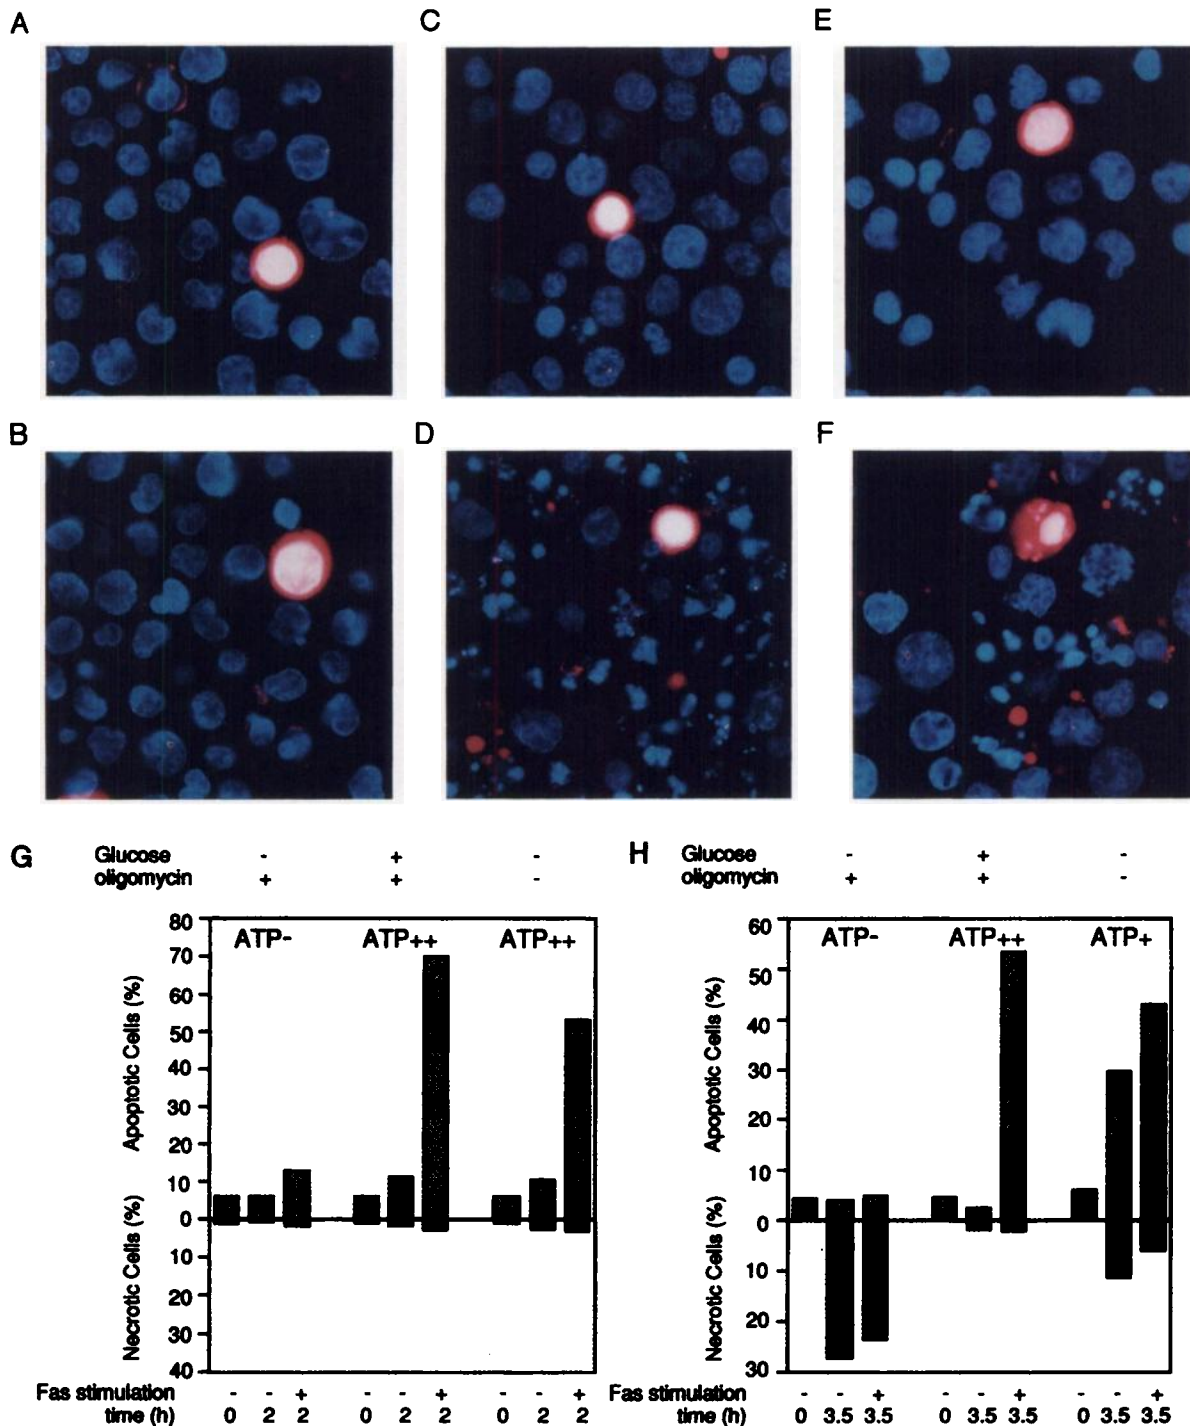 A
C
E
B
D
F
G
Glucose - + -
oligomycin + + -
80
70
60
50
40
30
20
10
0
10
20
30
40
Apoptotic Cells (%)
Necrotic Cells (%)
ATP- ATP++ ATP++
Fas stimulation - - + - - + - - +
time (h) 0 2 2 0 2 2 0 2 2
H
Glucose - + -
oligomycin + + -
60
50
40
30
20
10
0
10
20
30
Apoptotic Cells (%)
Necrotic Cells (%)
ATP- ATP++ ATP+
Fas stimulation - - + - - + - - +
time (h) 0 3.5 3.5 0 3.5 3.5 0 3.5 3.5